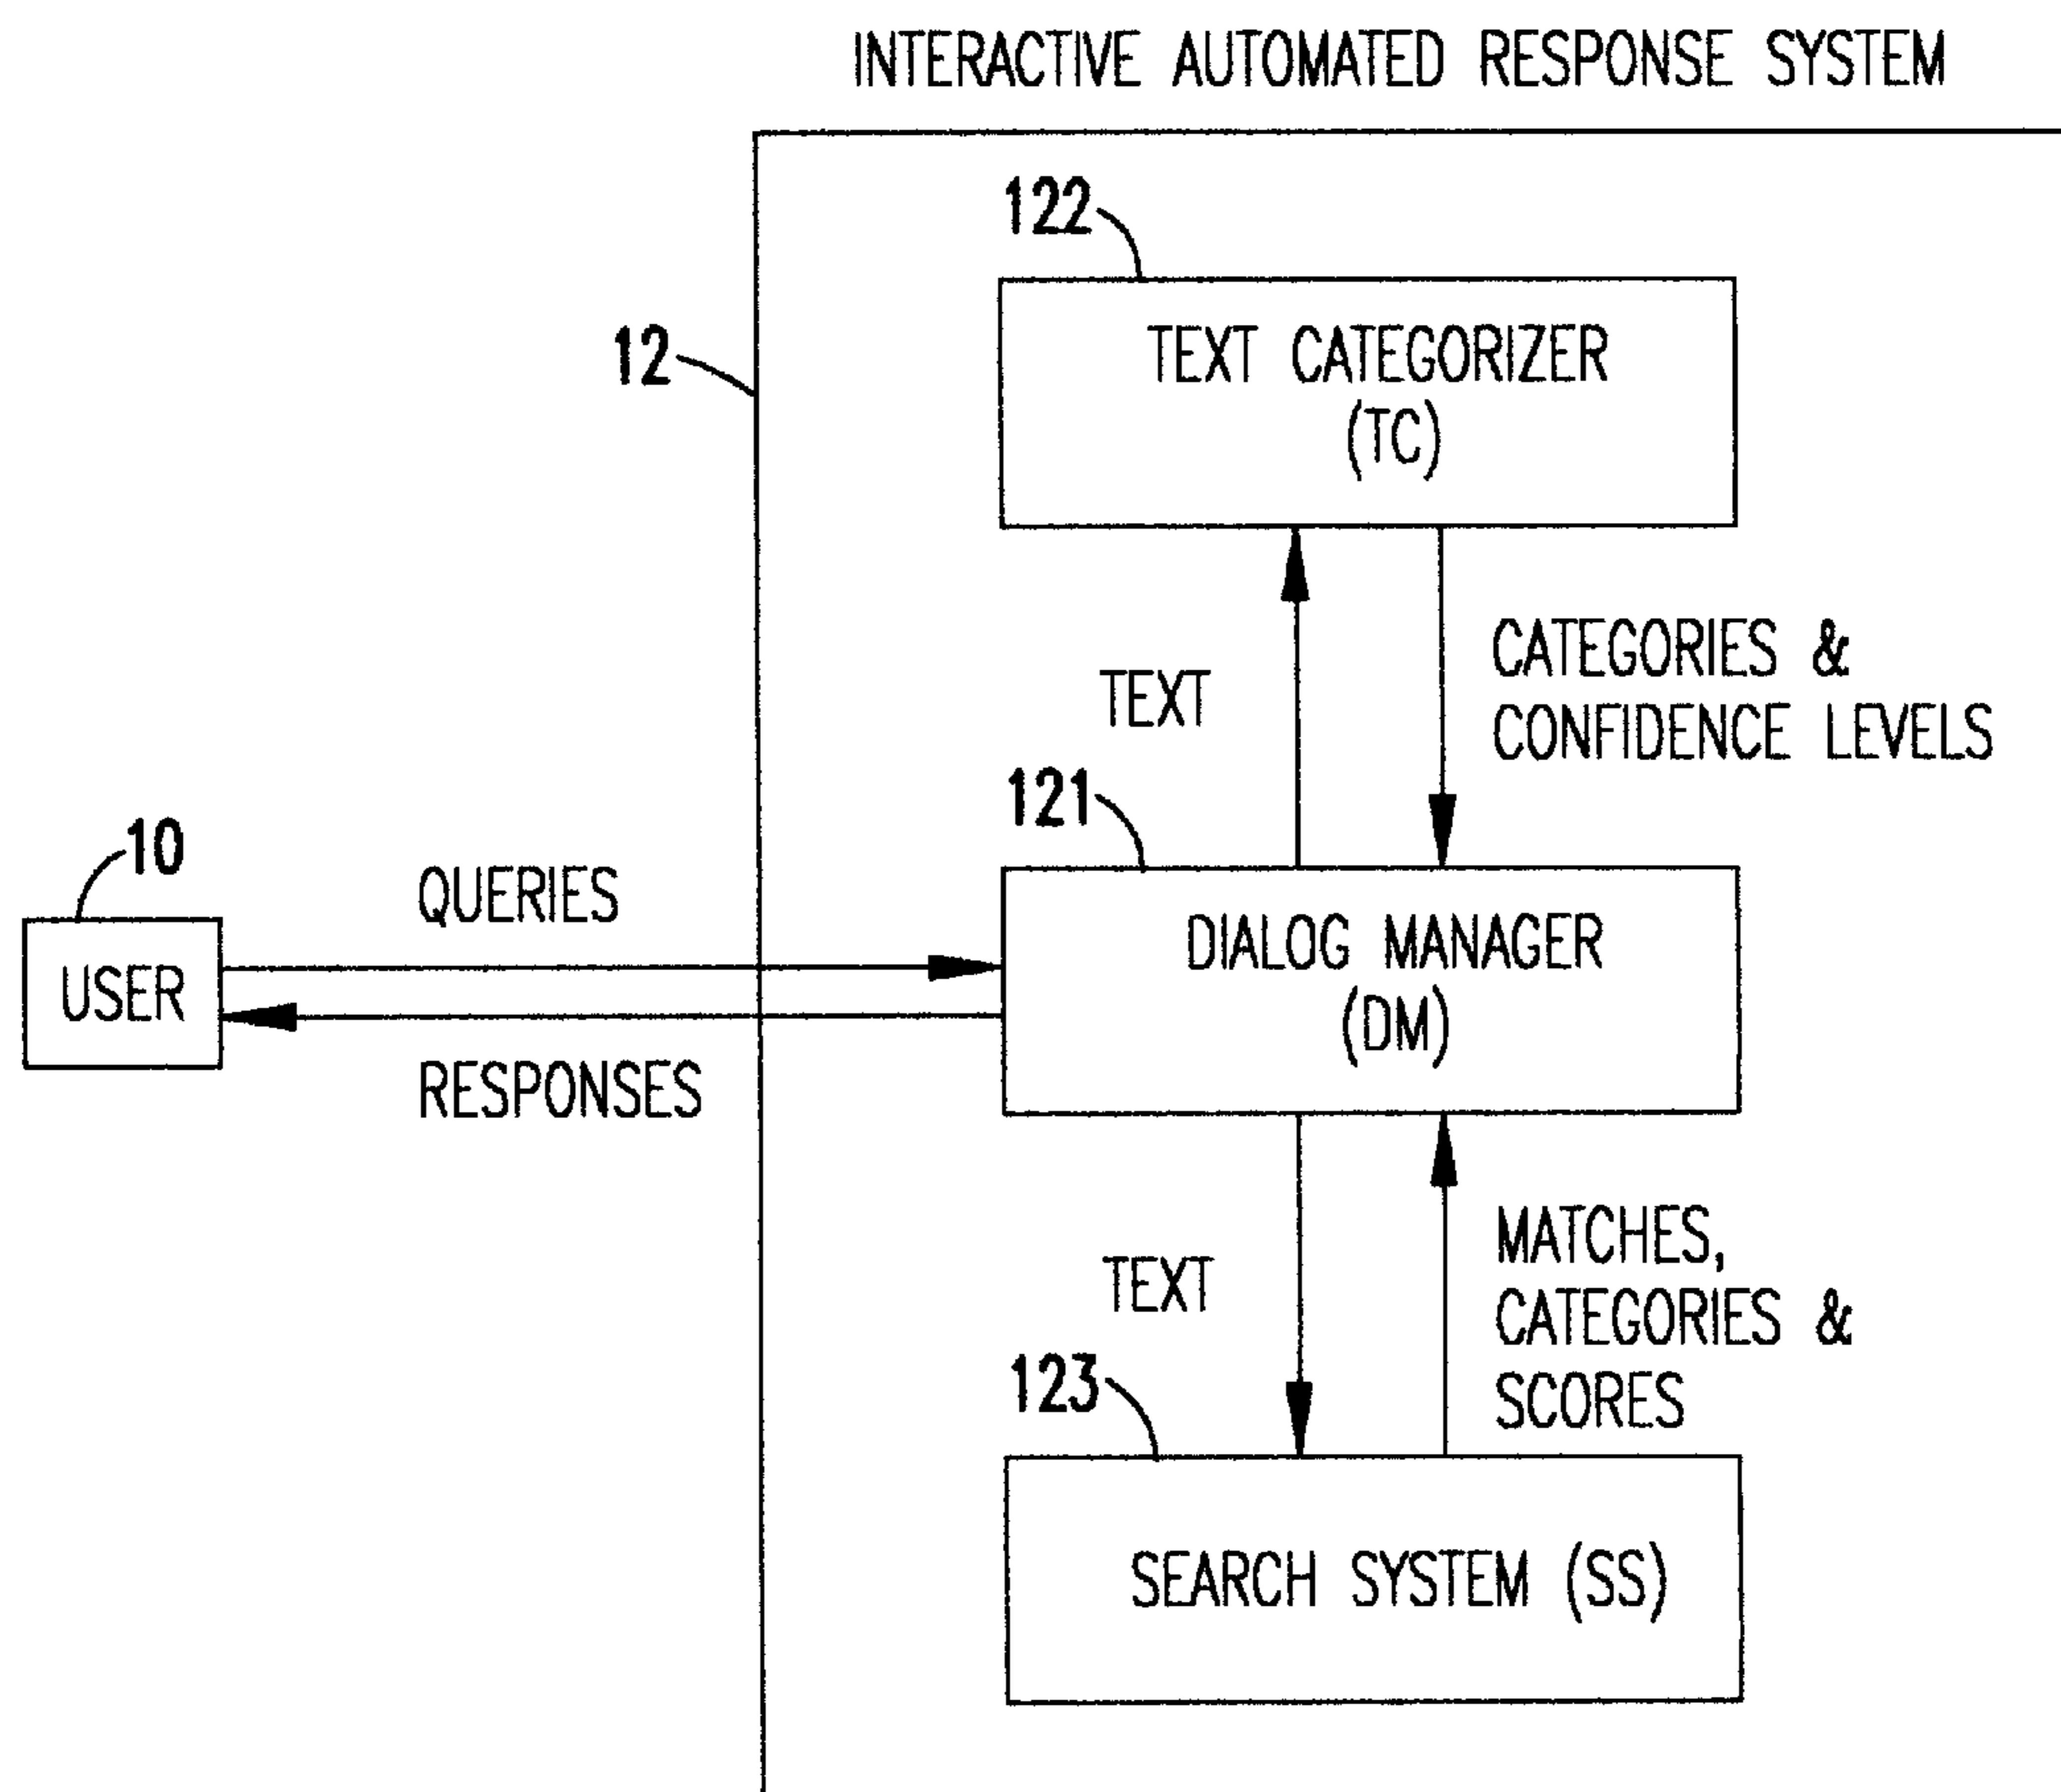 INTERACTIVE AUTOMATED RESPONSE SYSTEM
122
12
TEXT CATEGORIZER
(TC)
TEXT
CATEGORIES &
CONFIDENCE LEVELS
121
10
QUERIES
USER
RESPONSES
DIALOG MANAGER
(DM)
TEXT
MATCHES,
CATEGORIES &
SCORES
123
SEARCH SYSTEM (SS)